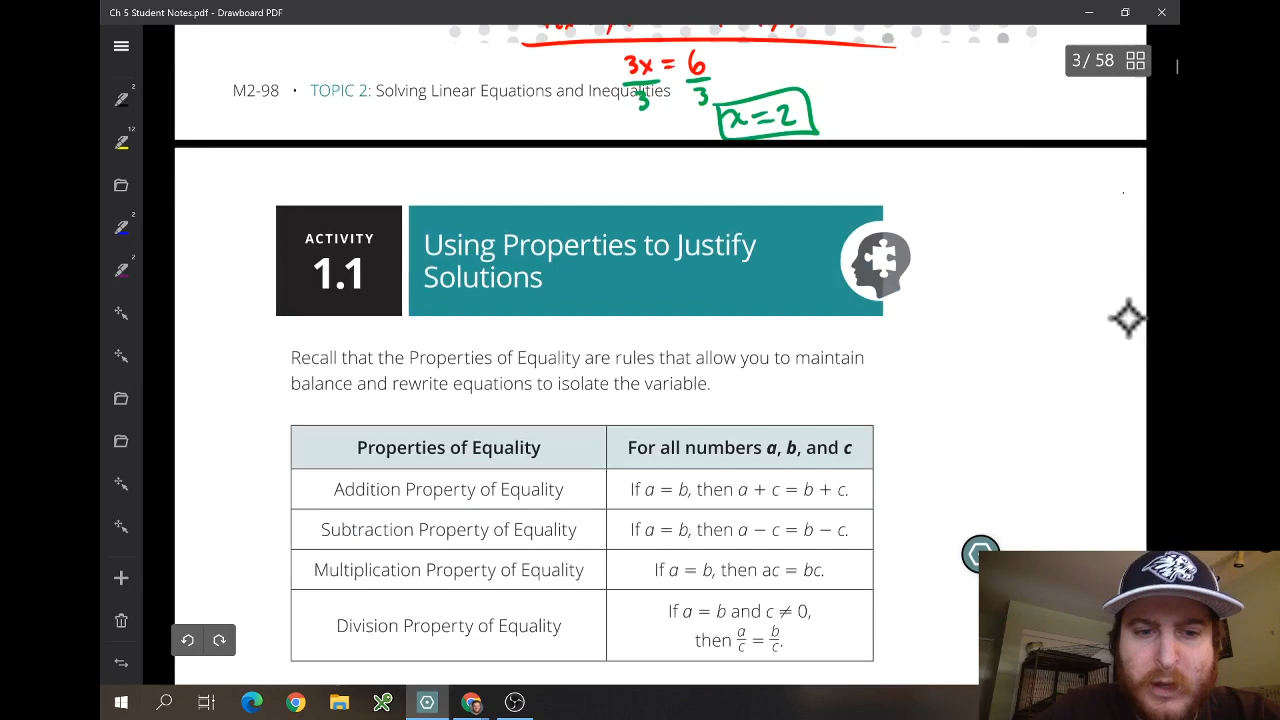 Ch 5 Student Notes.pdf - Drawboard PDF
3 / 58
3x = 6
3 3
x = 2
M2-98 • TOPIC 2: Solving Linear Equations and Inequalities
ACTIVITY
1.1
Using Properties to Justify
Solutions
Recall that the Properties of Equality are rules that allow you to maintain
balance and rewrite equations to isolate the variable.
Properties of Equality For all numbers a, b, and c
Addition Property of Equality If a = b, then a + c = b + c.
Subtraction Property of Equality If a = b, then a − c = b − c.
Multiplication Property of Equality If a = b, then ac = bc.
Division Property of Equality If a = b and c ≠ 0,
then a/c = b/c.
2
12
2
2